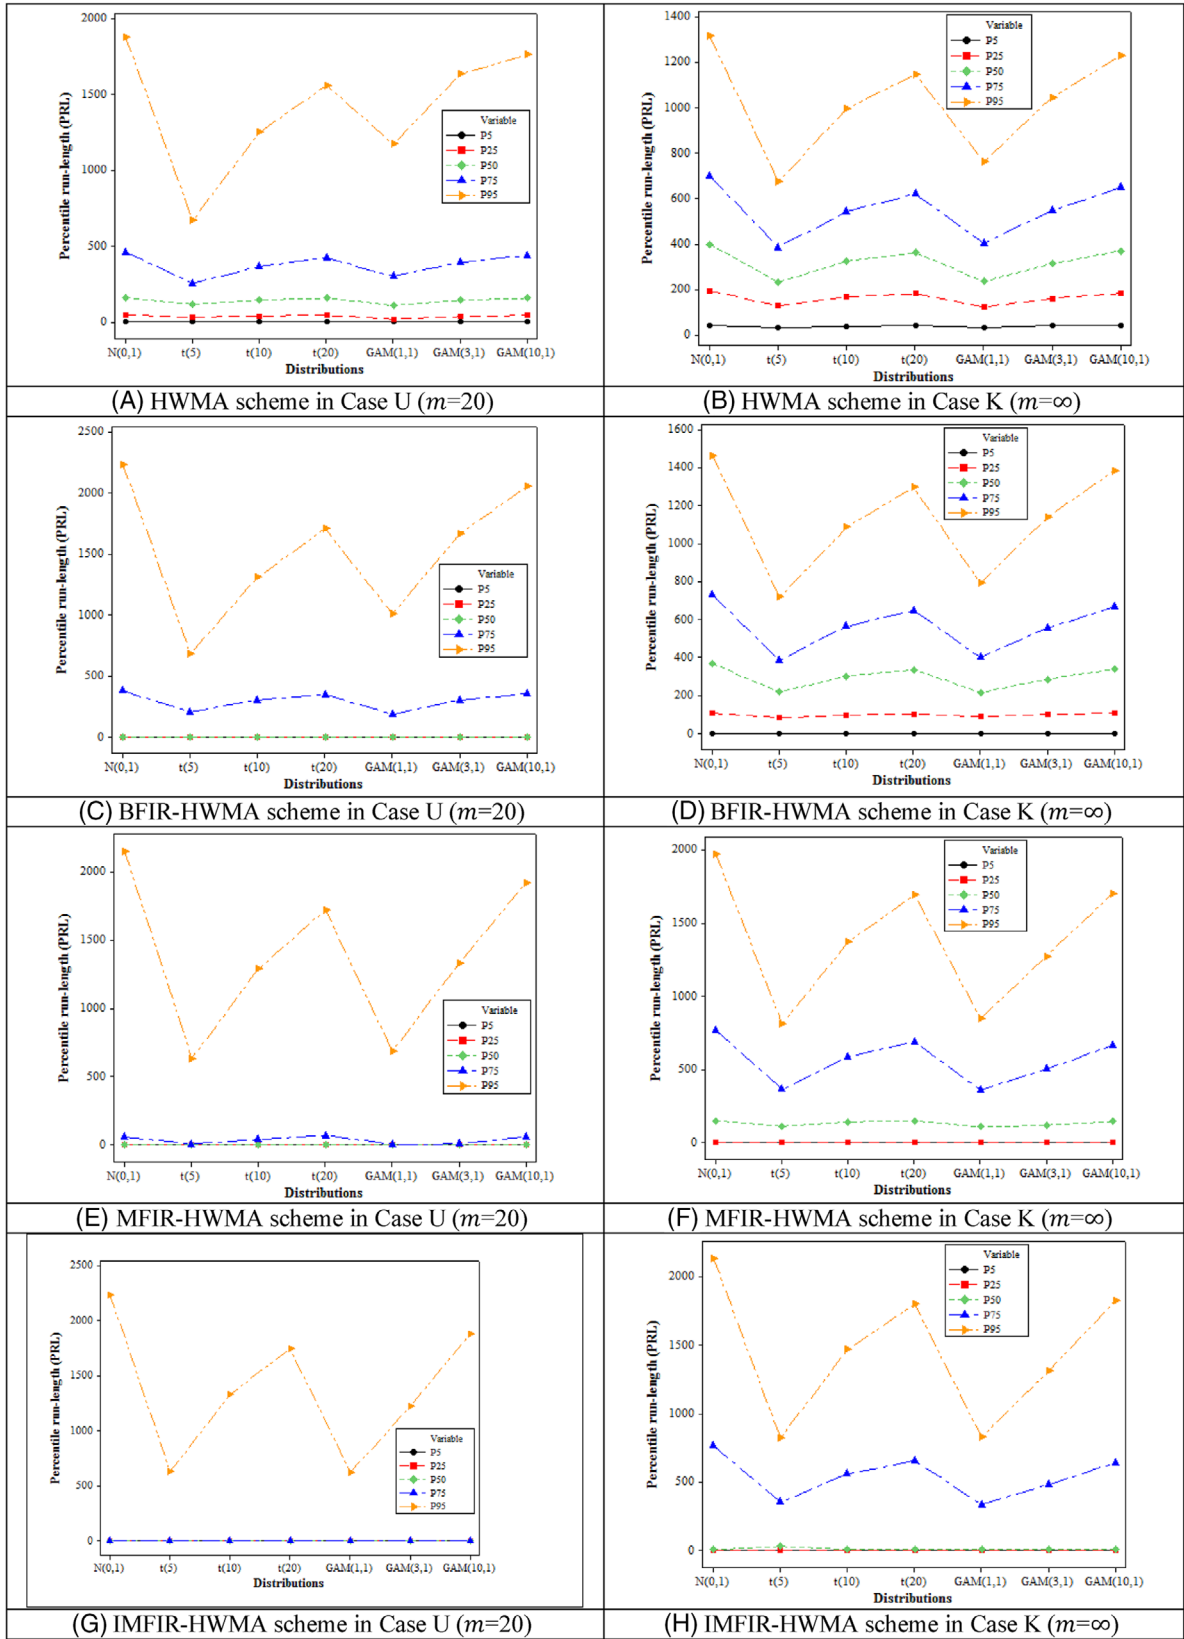 2000
1500
1000
500
0
Percentile run-length (PRL)
Variable
P5
P25
P50
P75
P95
N(0,1) t(5) t(10) t(20) GAM(1,1) GAM(3,1) GAM(10,1)
Distributions
(A) HWMA scheme in Case U (m=20)
1400
1200
1000
800
600
400
200
0
Percentile run-length (PRL)
Variable
P5
P25
P50
P75
P95
N(0,1) t(5) t(10) t(20) GAM(1,1) GAM(3,1) GAM(10,1)
Distributions
(B) HWMA scheme in Case K (m=∞)
2500
2000
1500
1000
500
0
Percentile run-length (PRL)
Variable
P5
P25
P50
P75
P95
N(0,1) t(5) t(10) t(20) GAM(1,1) GAM(3,1) GAM(10,1)
Distributions
(C) BFIR-HWMA scheme in Case U (m=20)
1600
1400
1200
1000
800
600
400
200
0
Percentile run-length (PRL)
Variable
P5
P25
P50
P75
P95
N(0,1) t(5) t(10) t(20) GAM(1,1) GAM(3,1) GAM(10,1)
Distributions
(D) BFIR-HWMA scheme in Case K (m=∞)
2000
1500
1000
500
0
Percentile run-length (PRL)
Variable
P5
P25
P50
P75
P95
N(0,1) t(5) t(10) t(20) GAM(1,1) GAM(3,1) GAM(10,1)
Distributions
(E) MFIR-HWMA scheme in Case U (m=20)
2000
1500
1000
500
0
Percentile run-length (PRL)
Variable
P5
P25
P50
P75
P95
N(0,1) t(5) t(10) t(20) GAM(1,1) GAM(3,1) GAM(10,1)
Distributions
(F) MFIR-HWMA scheme in Case K (m=∞)
2500
2000
1500
1000
500
0
Percentile run-length (PRL)
Variable
P5
P25
P50
P75
P95
N(0,1) t(5) t(10) t(20) GAM(1,1) GAM(3,1) GAM(10,1)
Distributions
(G) IMFIR-HWMA scheme in Case U (m=20)
2000
1500
1000
500
0
Percentile run-length (PRL)
Variable
P5
P25
P50
P75
P95
N(0,1) t(5) t(10) t(20) GAM(1,1) GAM(3,1) GAM(10,1)
Distributions
(H) IMFIR-HWMA scheme in Case K (m=∞)